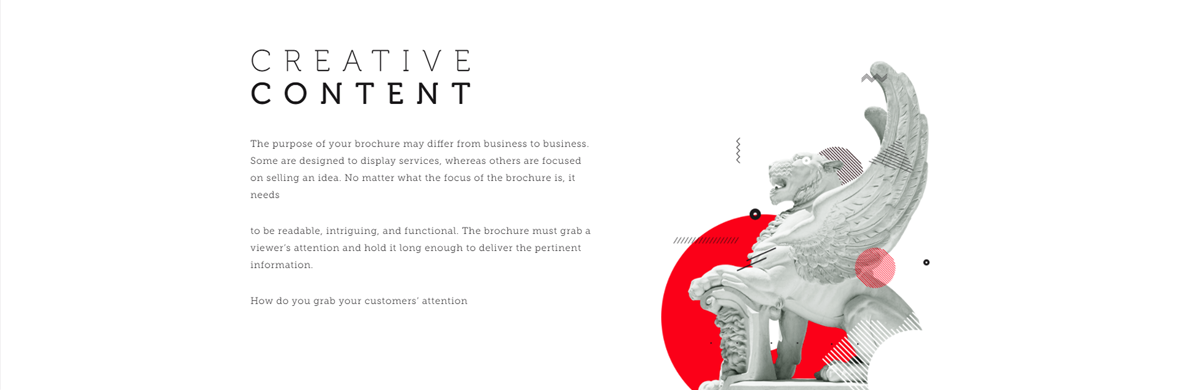 CREATIVE
CONTENT
The purpose of your brochure may differ from business to business.
Some are designed to display services, whereas others are focused
on selling an idea. No matter what the focus of the brochure is, it
needs
to be readable, intriguing, and functional. The brochure must grab a
viewer's attention and hold it long enough to deliver the pertinent
information.
How do you grab your customers' attention